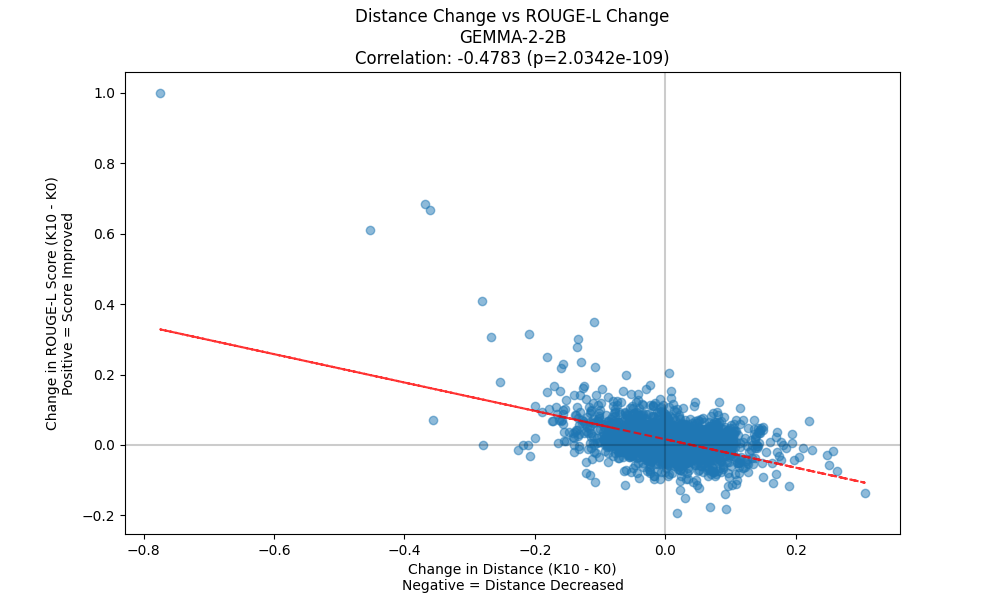 Distance Change vs ROUGE-L Change
GEMMA-2-2B
Correlation: -0.4783 (p=2.0342e-109)
Change in ROUGE-L Score (K10 - K0)
Positive = Score Improved
1.0
0.8
0.6
0.4
0.2
0.0
−0.2
−0.8
−0.6
−0.4
−0.2
0.0
0.2
Change in Distance (K10 - K0)
Negative = Distance Decreased